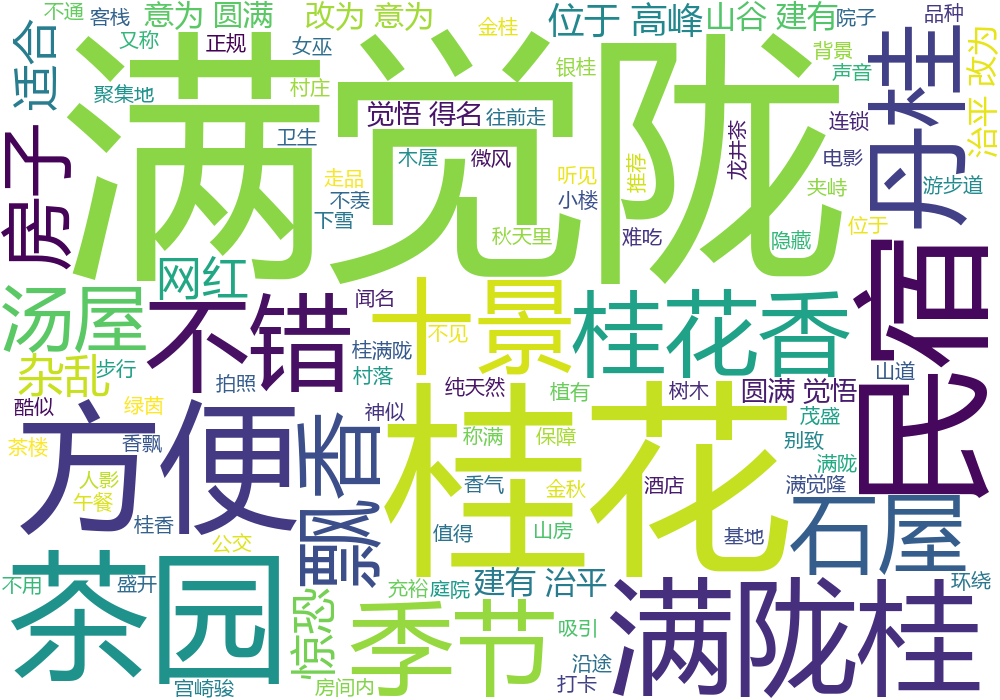 不通
客栈
意为 圆满
改为 意为
金桂
位于 高峰
山谷 建有
院子
品种
适合
又称
正规
女巫
银桂
背景
声音
丹桂
改为
聚集地
村庄
满觉陇
觉悟 得名
往前走
卫生
木屋
微风
听见
推荐
龙井茶
连锁
电影
治平
房子
走品
不羡
下雪
小楼
夹峙
游步道
秋天里
难吃
隐藏
位于
汤屋
网红
不错
闻名
十景
不见
桂花香
民宿
杂乱
步行
拍照
桂满陇
村落
山道
酷似
绿茵
神似
纯天然
植有
树木
圆满 觉悟
茂盛
茶楼
香飘
方便
飘香
桂花
称满
保障
别致
满陇
人影
午餐
香气
金秋
酒店
满觉隆
桂香
公交
值得
山房
基地
石屋
不用
盛开
茶园
惊恐
充裕
庭院
建有 治平
环绕
季节
吸引
满陇桂
宫崎骏
房间内
沿途
打卡